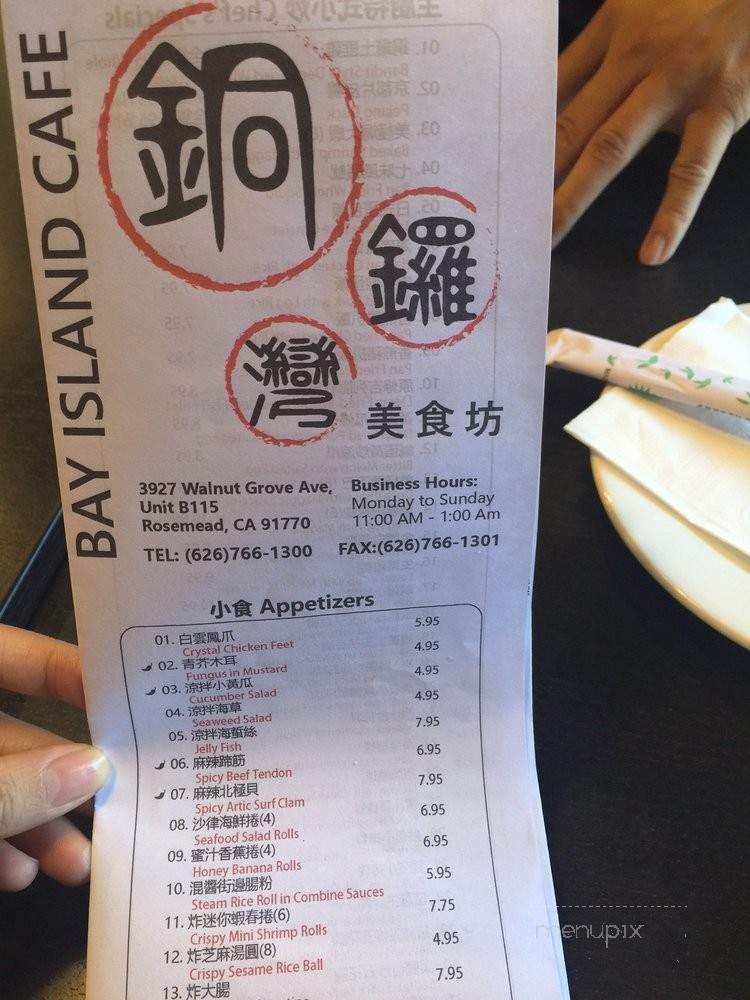 BAY ISLAND CAFE
銅
鑼
灣
美食坊
3927 Walnut Grove Ave,
Unit B115
Rosemead, CA 91770
Business Hours:
Monday to Sunday
11:00 AM - 1:00 Am
TEL: (626)766-1300 FAX:(626)766-1301
小食 Appetizers
01. 白雲鳳爪 5.95
Crystal Chicken Feet
02. 青芥木耳 4.95
Fungus in Mustard
03. 涼拌小黃瓜 4.95
Cucumber Salad
04. 涼拌海草 4.95
Seaweed Salad
05. 涼拌海蜇絲 7.95
Jelly Fish
06. 麻辣蹄筋 6.95
Spicy Beef Tendon
07. 麻辣北極貝 7.95
Spicy Artic Surf Clam
08. 沙律海鮮捲(4) 6.95
Seafood Salad Rolls
09. 蜜汁香蕉捲(4) 6.95
Honey Banana Rolls
10. 混醬街邊腸粉 5.95
Steam Rice Roll in Combine Sauces
11. 炸迷你蝦春捲(6) 7.75
Crispy Mini Shrimp Rolls
12. 炸芝麻湯圓(8) 4.95
Crispy Sesame Rice Ball
13. 炸大腸 7.95
menupix